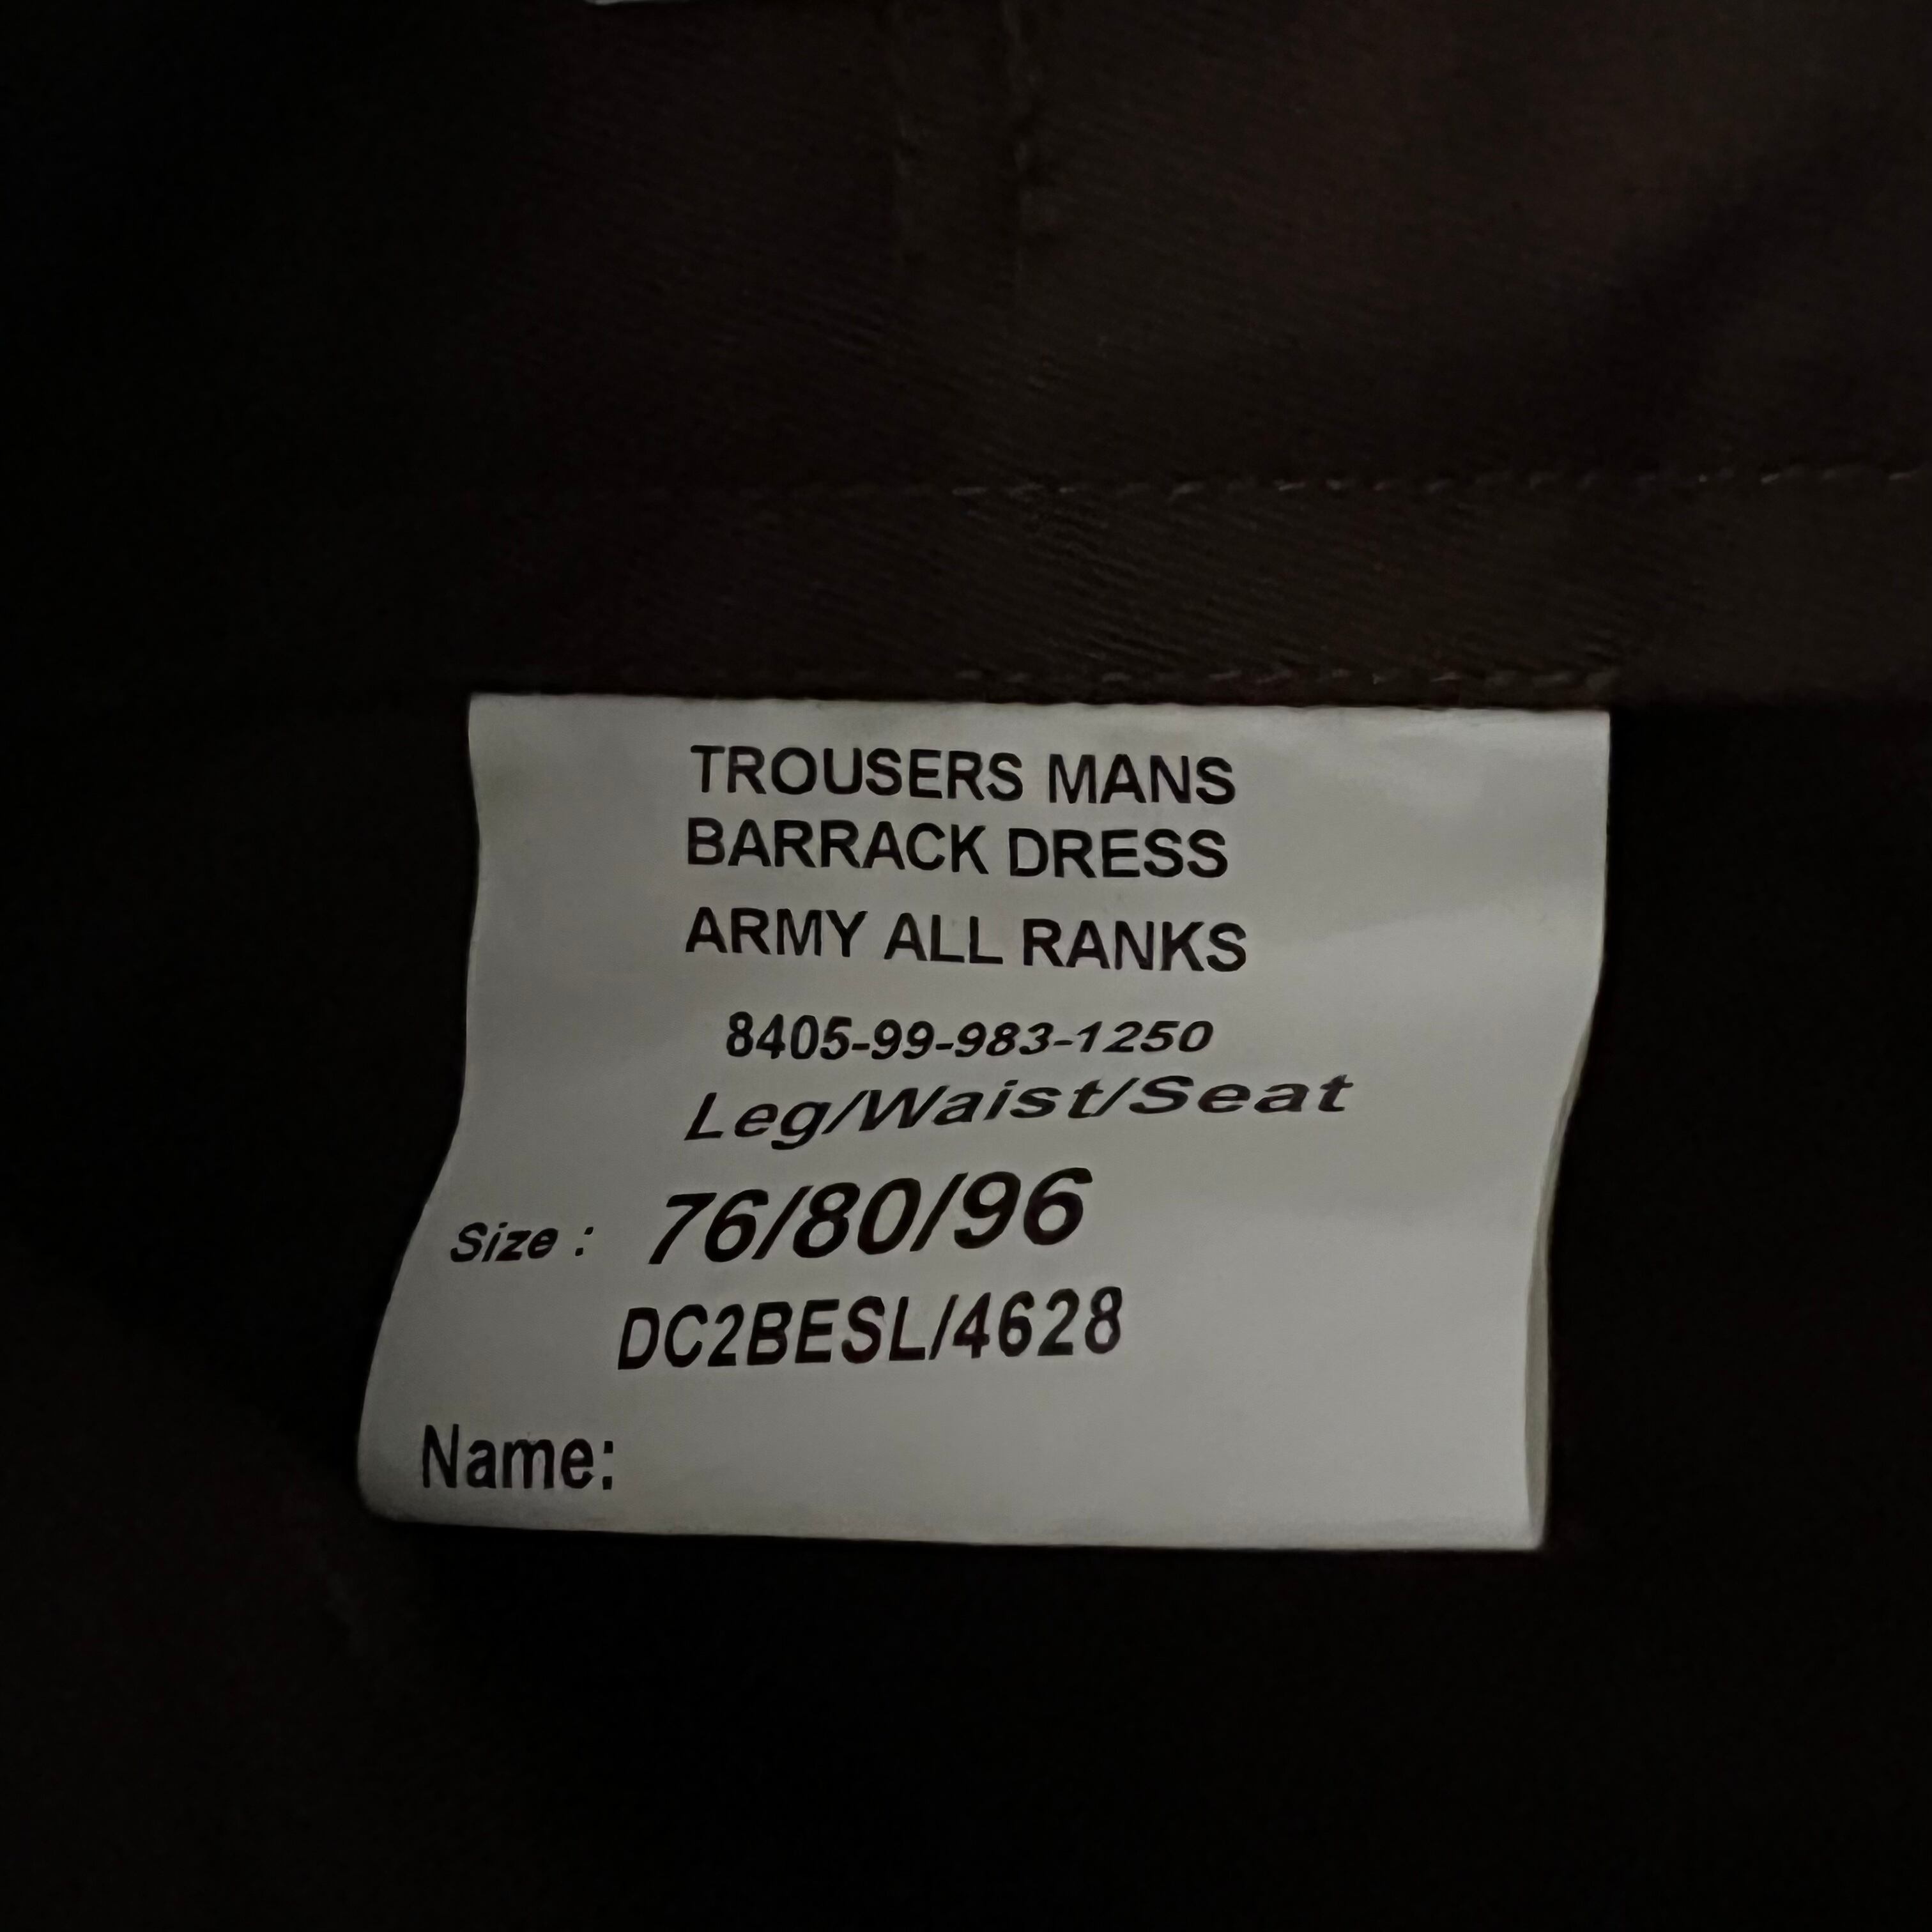 TROUSERS MANS
BARRACK DRESS
ARMY ALL RANKS
8405-99-983-1250
Leg/Waist/Seat
Size : 76/80/96
DC2BESL/4628
Name: